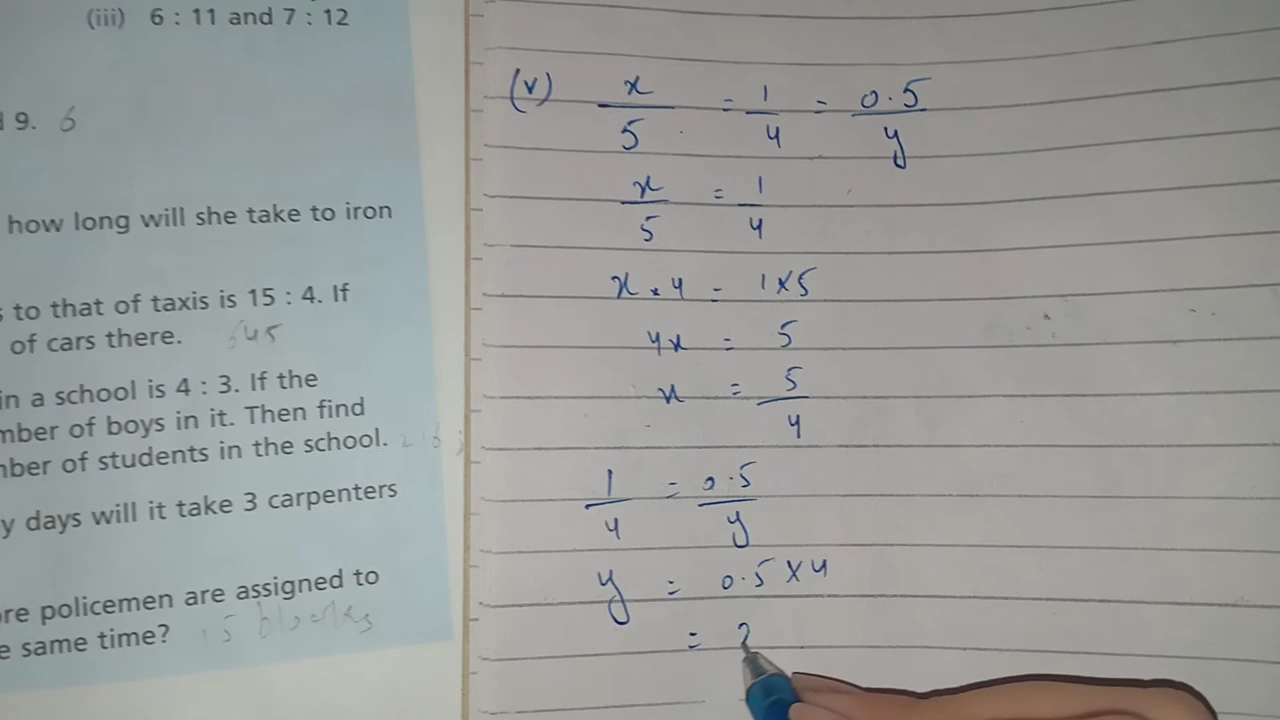 (iii) 6 : 11 and 7 : 12
9. 6
how long will she take to iron
to that of taxis is 15 : 4. If
of cars there.
in a school is 4 : 3. If the
mber of boys in it. Then find
nber of students in the school.
y days will it take 3 carpenters
ore policemen are assigned to
e same time? 15 blocks
(v) x/5 = 1/4 = 0.5/y
x/5 = 1/4
x × 4 = 1 × 5
4x = 5
x = 5/4
1/4 = 0.5/y
y = 0.5 × 4
= 2